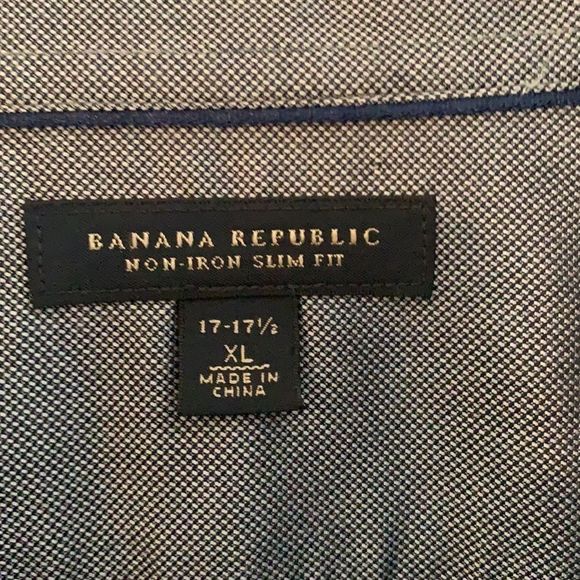 BANANA REPUBLIC
NON-IRON SLIM FIT
17-17½
XL
MADE IN
CHINA